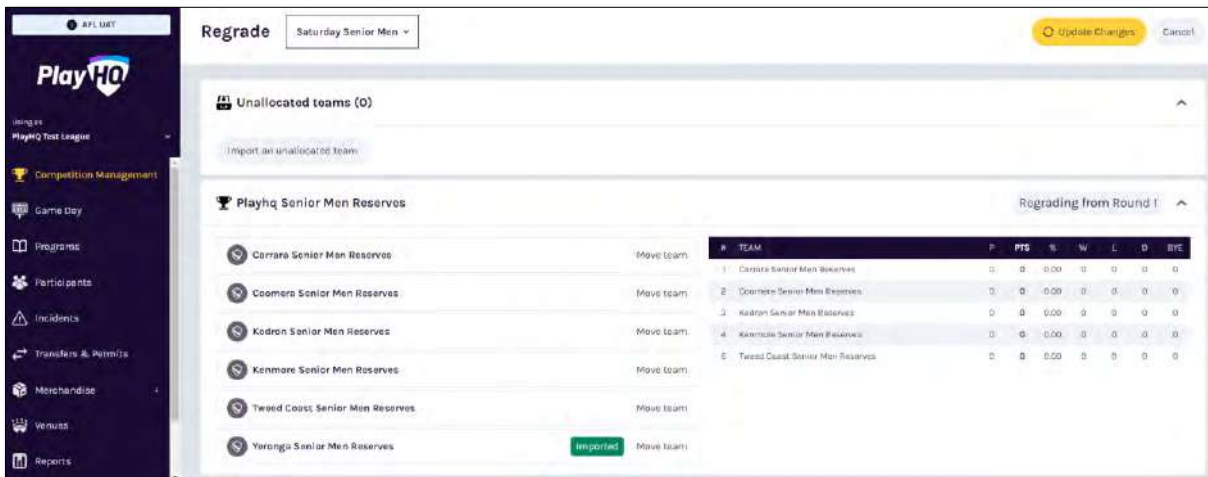 AFL UAT
PlayHQ
Using as
PlayHQ Test League
Competition Management
Game Day
Programs
Participants
Incidents
Transfers & Permits
Merchandise
Venues
Reports
Regrade
Saturday Senior Men
Update Changes
Cancel
Unallocated teams (0)
Import an unallocated team
Playhq Senior Men Reserves
Regrading from Round 1
Carrara Senior Men Reserves Move team
Coomera Senior Men Reserves Move team
Kedron Senior Men Reserves Move team
Kenmore Senior Men Reserves Move team
Tweed Coast Senior Men Reserves Move team
Yeronga Senior Men Reserves Imported Move team
# TEAM P PTS % W L D BYE
1 Carrara Senior Men Reserves 0 0 0.00 0 0 0 0
2 Coomera Senior Men Reserves 0 0 0.00 0 0 0 0
3 Kedron Senior Men Reserves 0 0 0.00 0 0 0 0
4 Kenmore Senior Men Reserves 0 0 0.00 0 0 0 0
5 Tweed Coast Senior Men Reserves 0 0 0.00 0 0 0 0